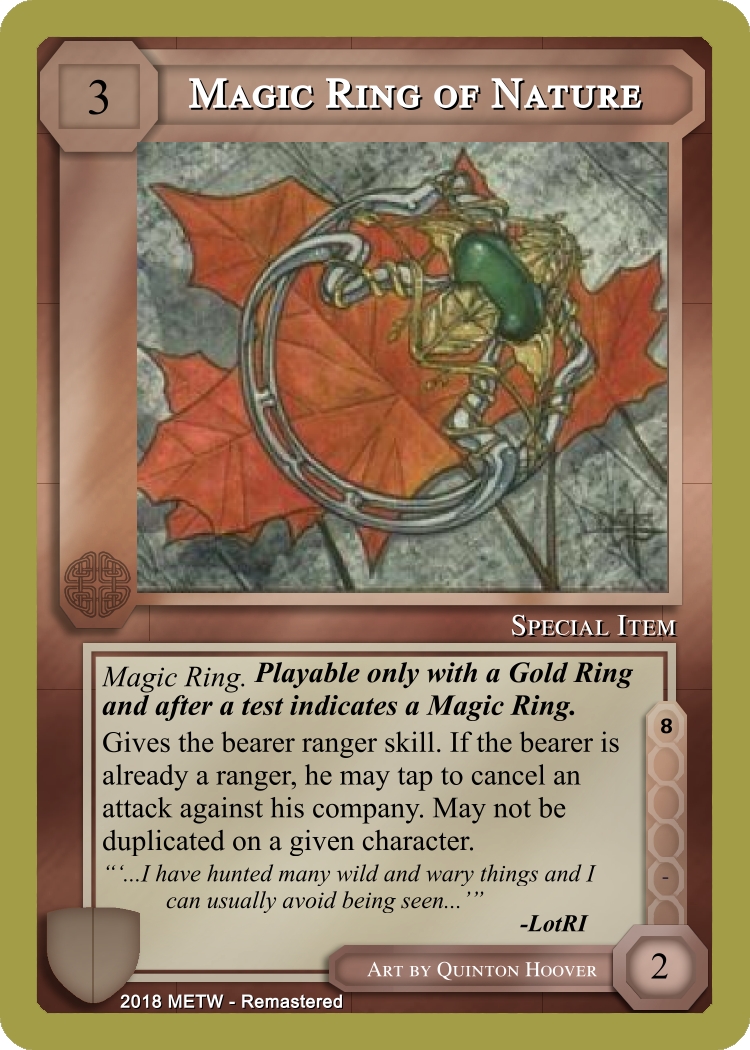 3
Magic Ring of Nature
Special Item
Magic Ring. Playable only with a Gold Ring
and after a test indicates a Magic Ring.
Gives the bearer ranger skill. If the bearer is
already a ranger, he may tap to cancel an
attack against his company. May not be
duplicated on a given character.
“‘...I have hunted many wild and wary things and I
can usually avoid being seen...’”
-LotRI
8
-
Art by Quinton Hoover
2
2018 METW - Remastered